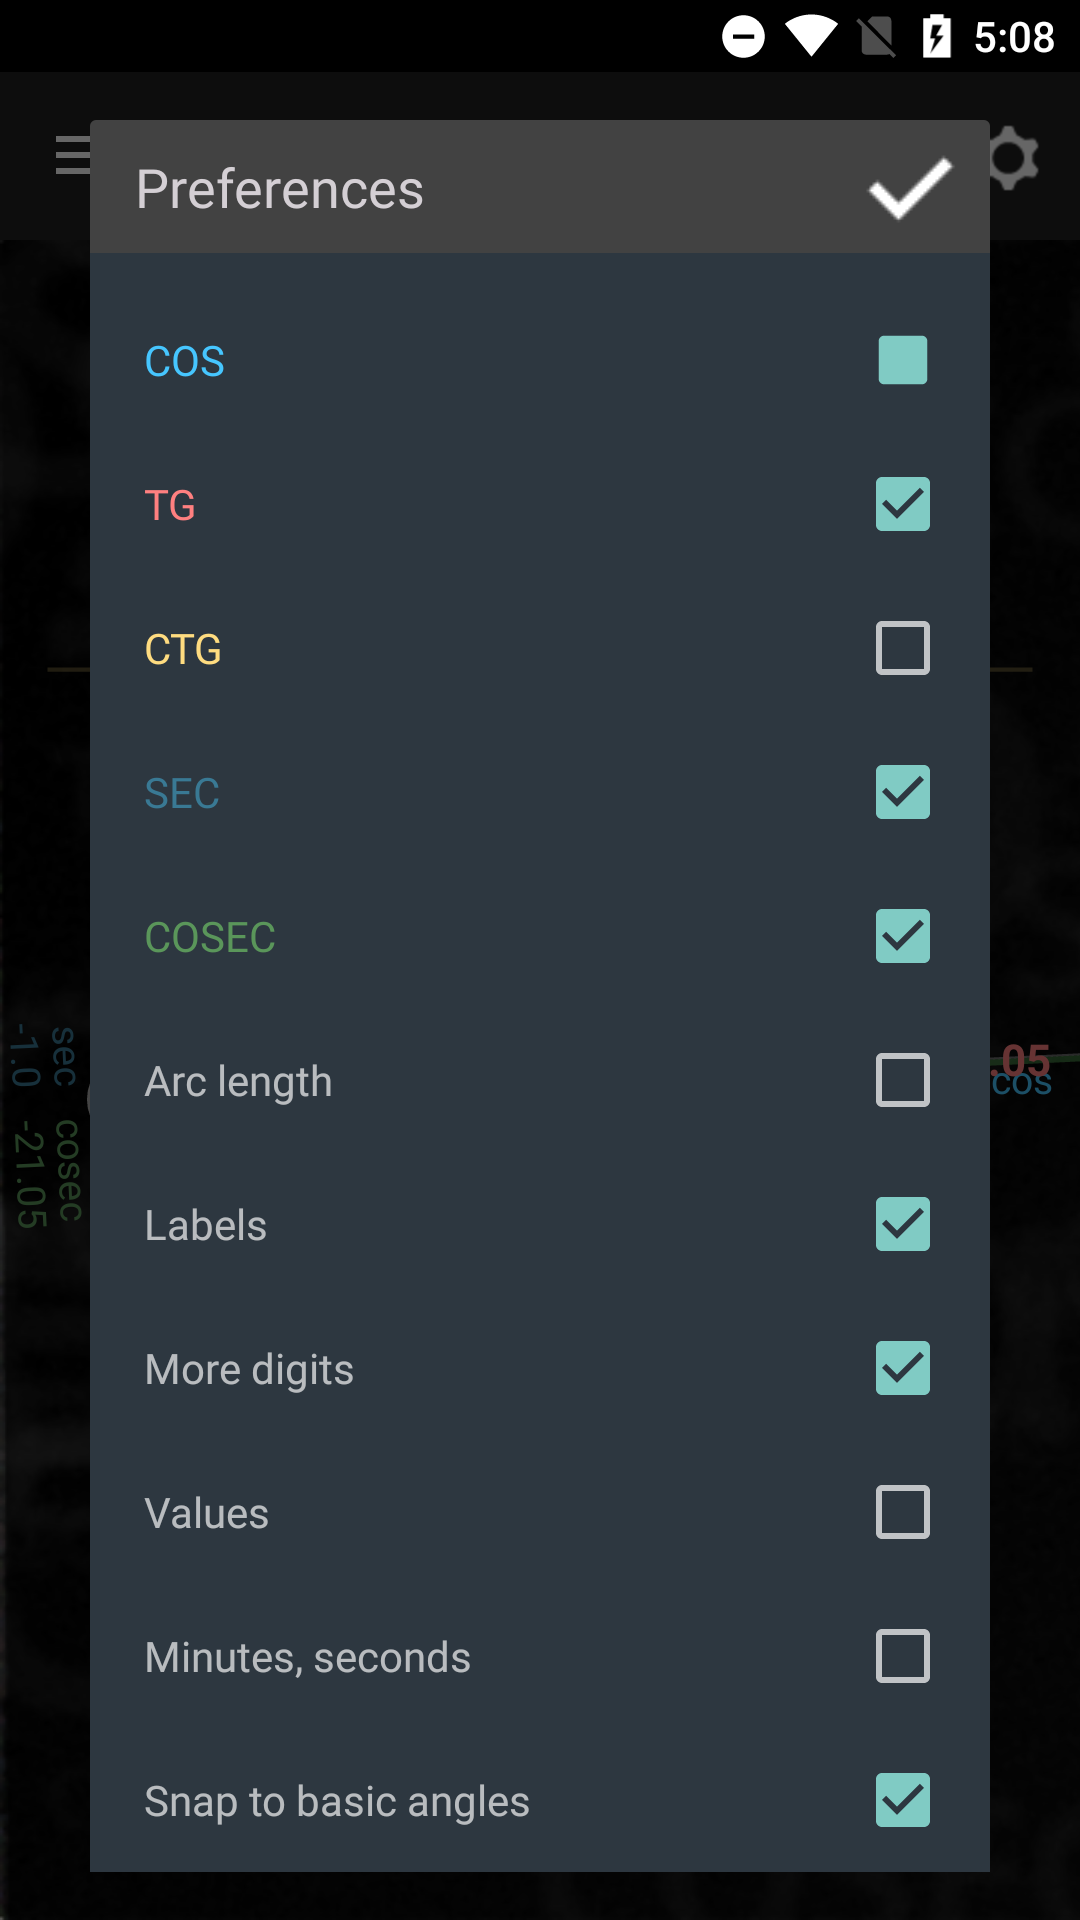 5:08
Preferences
COS
TG
CTG
SEC
COSEC
Arc length
Labels
More digits
Values
Minutes, seconds
Snap to basic angles
sec
-1.0
cosec
-21.05
.05
cos